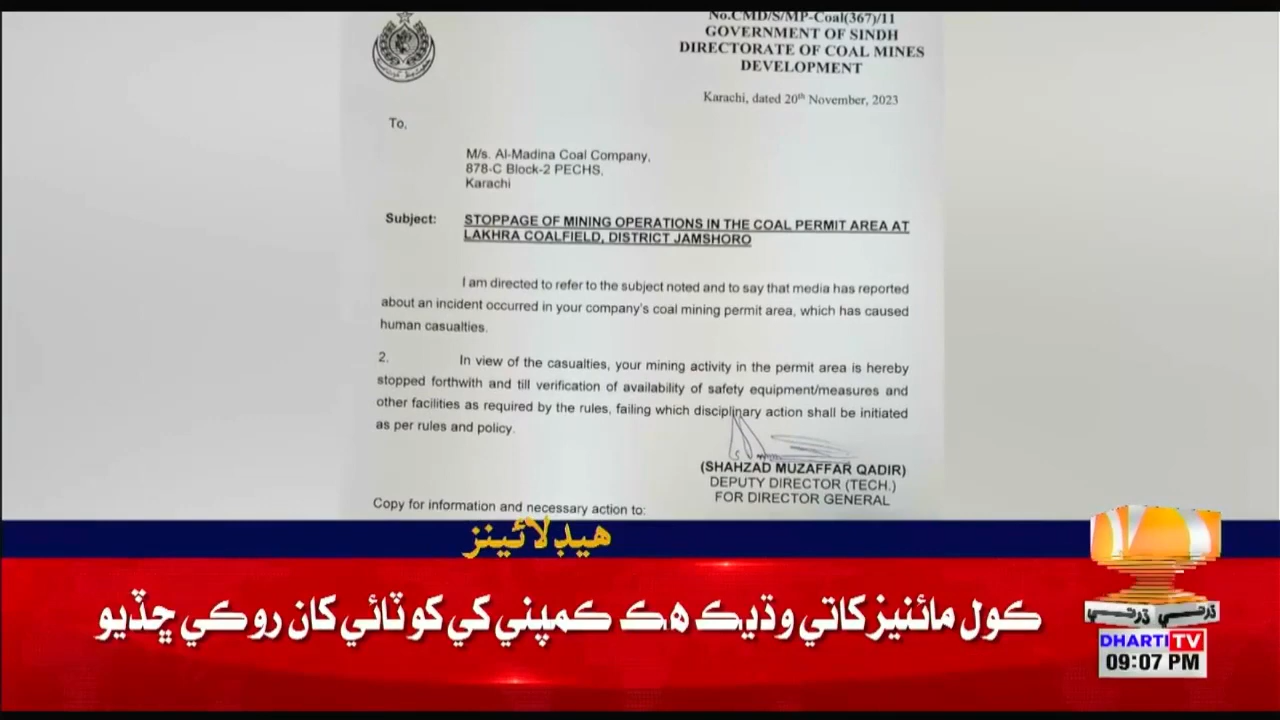 No.CMD/S/MP-Coal(367)/11
GOVERNMENT OF SINDH
DIRECTORATE OF COAL MINES
DEVELOPMENT
Karachi, dated 20th November, 2023
To,
M/s. Al-Madina Coal Company,
878-C Block-2 PECHS,
Karachi
Subject: STOPPAGE OF MINING OPERATIONS IN THE COAL PERMIT AREA AT
LAKHRA COALFIELD, DISTRICT JAMSHORO
I am directed to refer to the subject noted and to say that media has reported
about an incident occurred in your company's coal mining permit area, which has caused
human casualties.
2. In view of the casualties, your mining activity in the permit area is hereby
stopped forthwith and till verification of availability of safety equipment/measures and
other facilities as required by the rules, failing which disciplinary action shall be initiated
as per rules and policy.
(SHAHZAD MUZAFFAR QADIR)
DEPUTY DIRECTOR (TECH.)
FOR DIRECTOR GENERAL
Copy for information and necessary action to:
هيڊلائينز
ڪول مائنيز کاتي وڌيڪ هڪ ڪمپني کي کوٽائي کان روڪي ڇڏيو
ڌرتي ڌرتي
DHARTI TV
09:07 PM